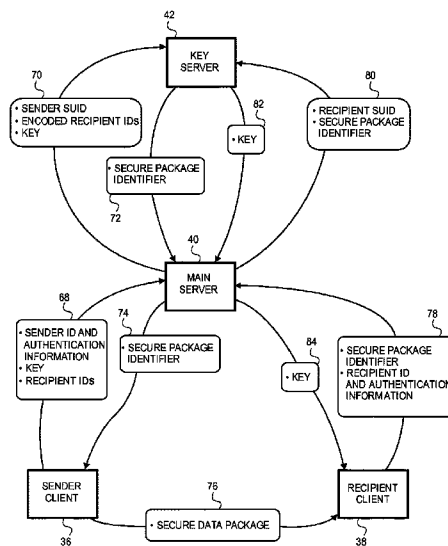 42
KEY
SERVER
70
• SENDER SUID
• ENCODED RECIPIENT IDs
• KEY
82
• KEY
80
• RECIPIENT SUID
• SECURE PACKAGE
IDENTIFIER
• SECURE PACKAGE
IDENTIFIER
72
40
MAIN
SERVER
68
• SENDER ID AND
AUTHENTICATION
INFORMATION
• KEY
• RECIPIENT IDs
74
• SECURE PACKAGE
IDENTIFIER
84
• KEY
78
• SECURE PACKAGE
IDENTIFIER
• RECIPIENT ID
AND AUTHENTICATION
INFORMATION
SENDER
CLIENT
36
76
• SECURE DATA PACKAGE
RECIPIENT
CLIENT
38